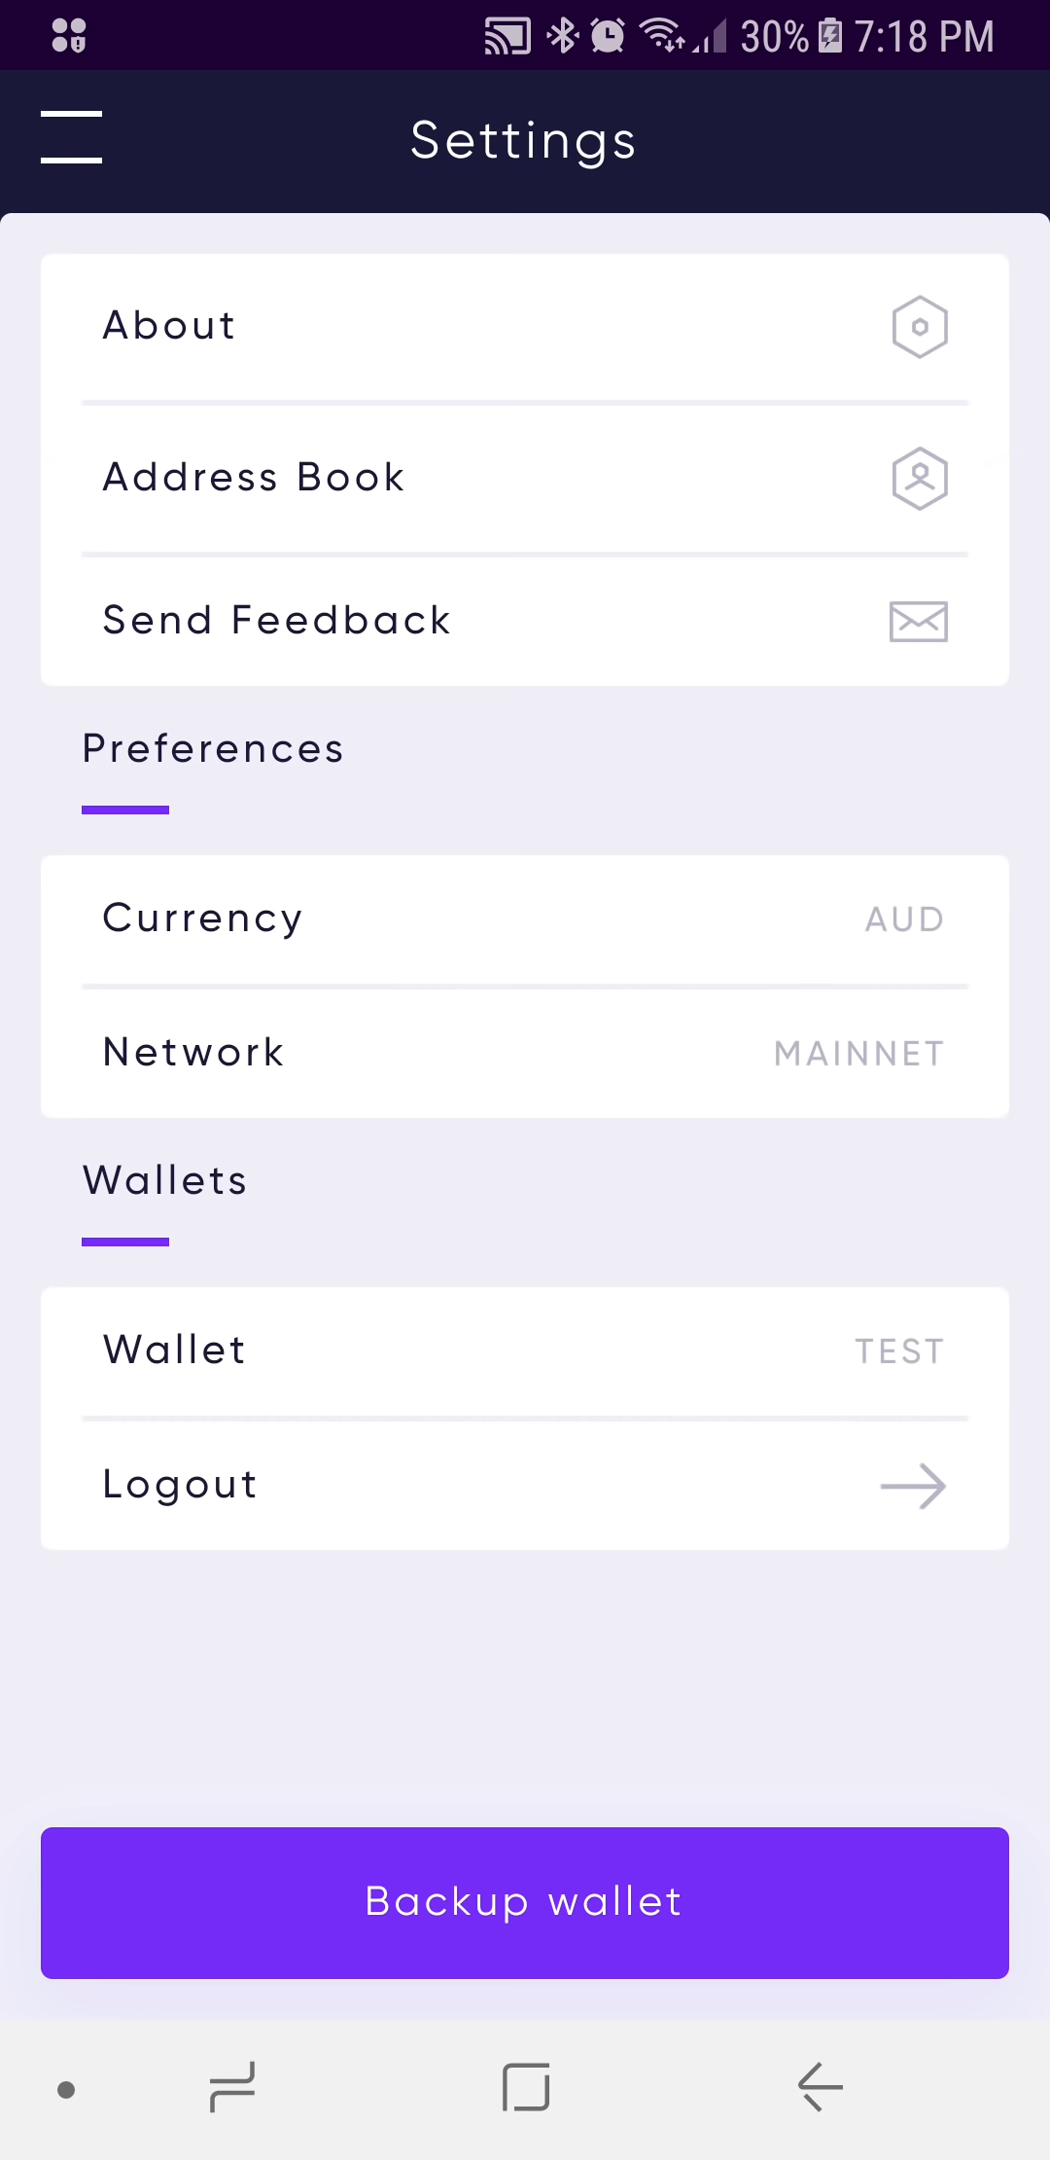 30% 7:18 PM
Settings
About
Address Book
Send Feedback
Preferences
Currency AUD
Network MAINNET
Wallets
Wallet TEST
Logout
Backup wallet